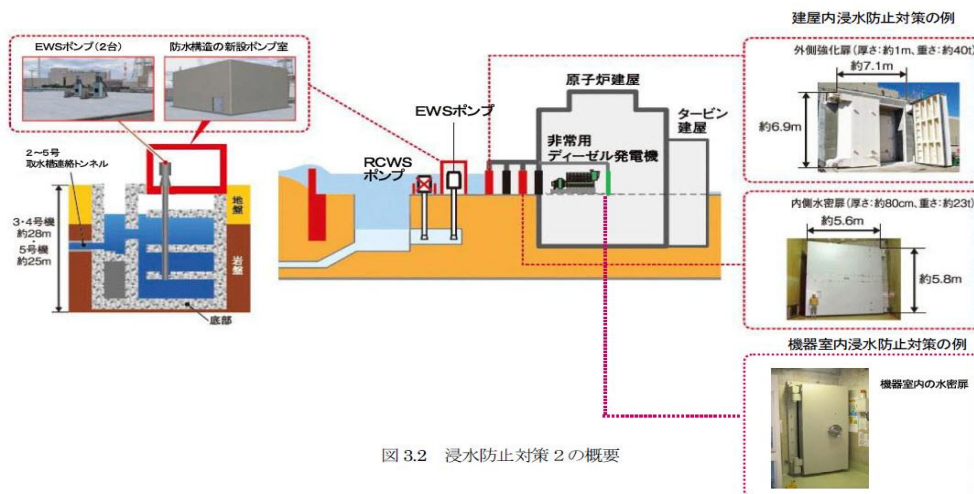 建屋内浸水防止対策の例
EWSポンプ(2台)
防水構造の新設ポンプ室
外側強化扉(厚さ:約1m、重さ:約40t)
約7.1m
約6.9m
原子炉建屋
タービン
建屋
EWSポンプ
非常用
ディーゼル発電機
RCWS
ポンプ
2〜5号
取水槽連絡トンネル
地盤
3・4号機
約28m
・
5号機
約25m
岩盤
底部
内側水密扉(厚さ:約80cm、重さ:約23t)
約5.6m
約5.8m
機器室内浸水防止対策の例
機器室内の水密扉
図 3.2 浸水防止対策 2 の概要